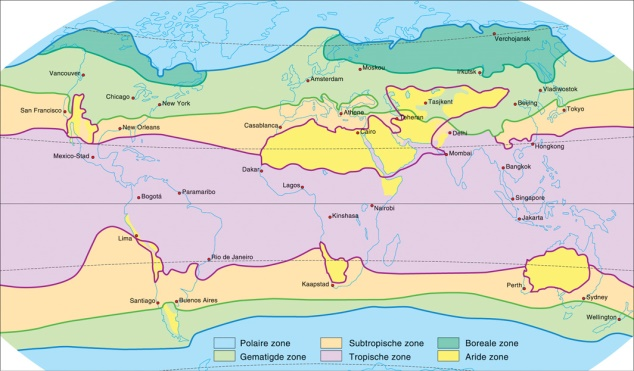 Verchojansk
Moskou
Irkutsk
Vancouver
Amsterdam
Vladiwostok
Chicago
New York
Tasjkent
Beijing
San Francisco
Athene
Teheran
Tokyo
New Orleans
Casablanca
Cairo
Delhi
Hongkong
Mexico-Stad
Mumbai
Dakar
Bangkok
Bogotá
Paramaribo
Lagos
Singapore
Kinshasa
Nairobi
Jakarta
Lima
Rio de Janeiro
Kaapstad
Perth
Santiago
Buenos Aires
Sydney
Wellington
Polaire zone
Subtropische zone
Boreale zone
Gematigde zone
Tropische zone
Aride zone